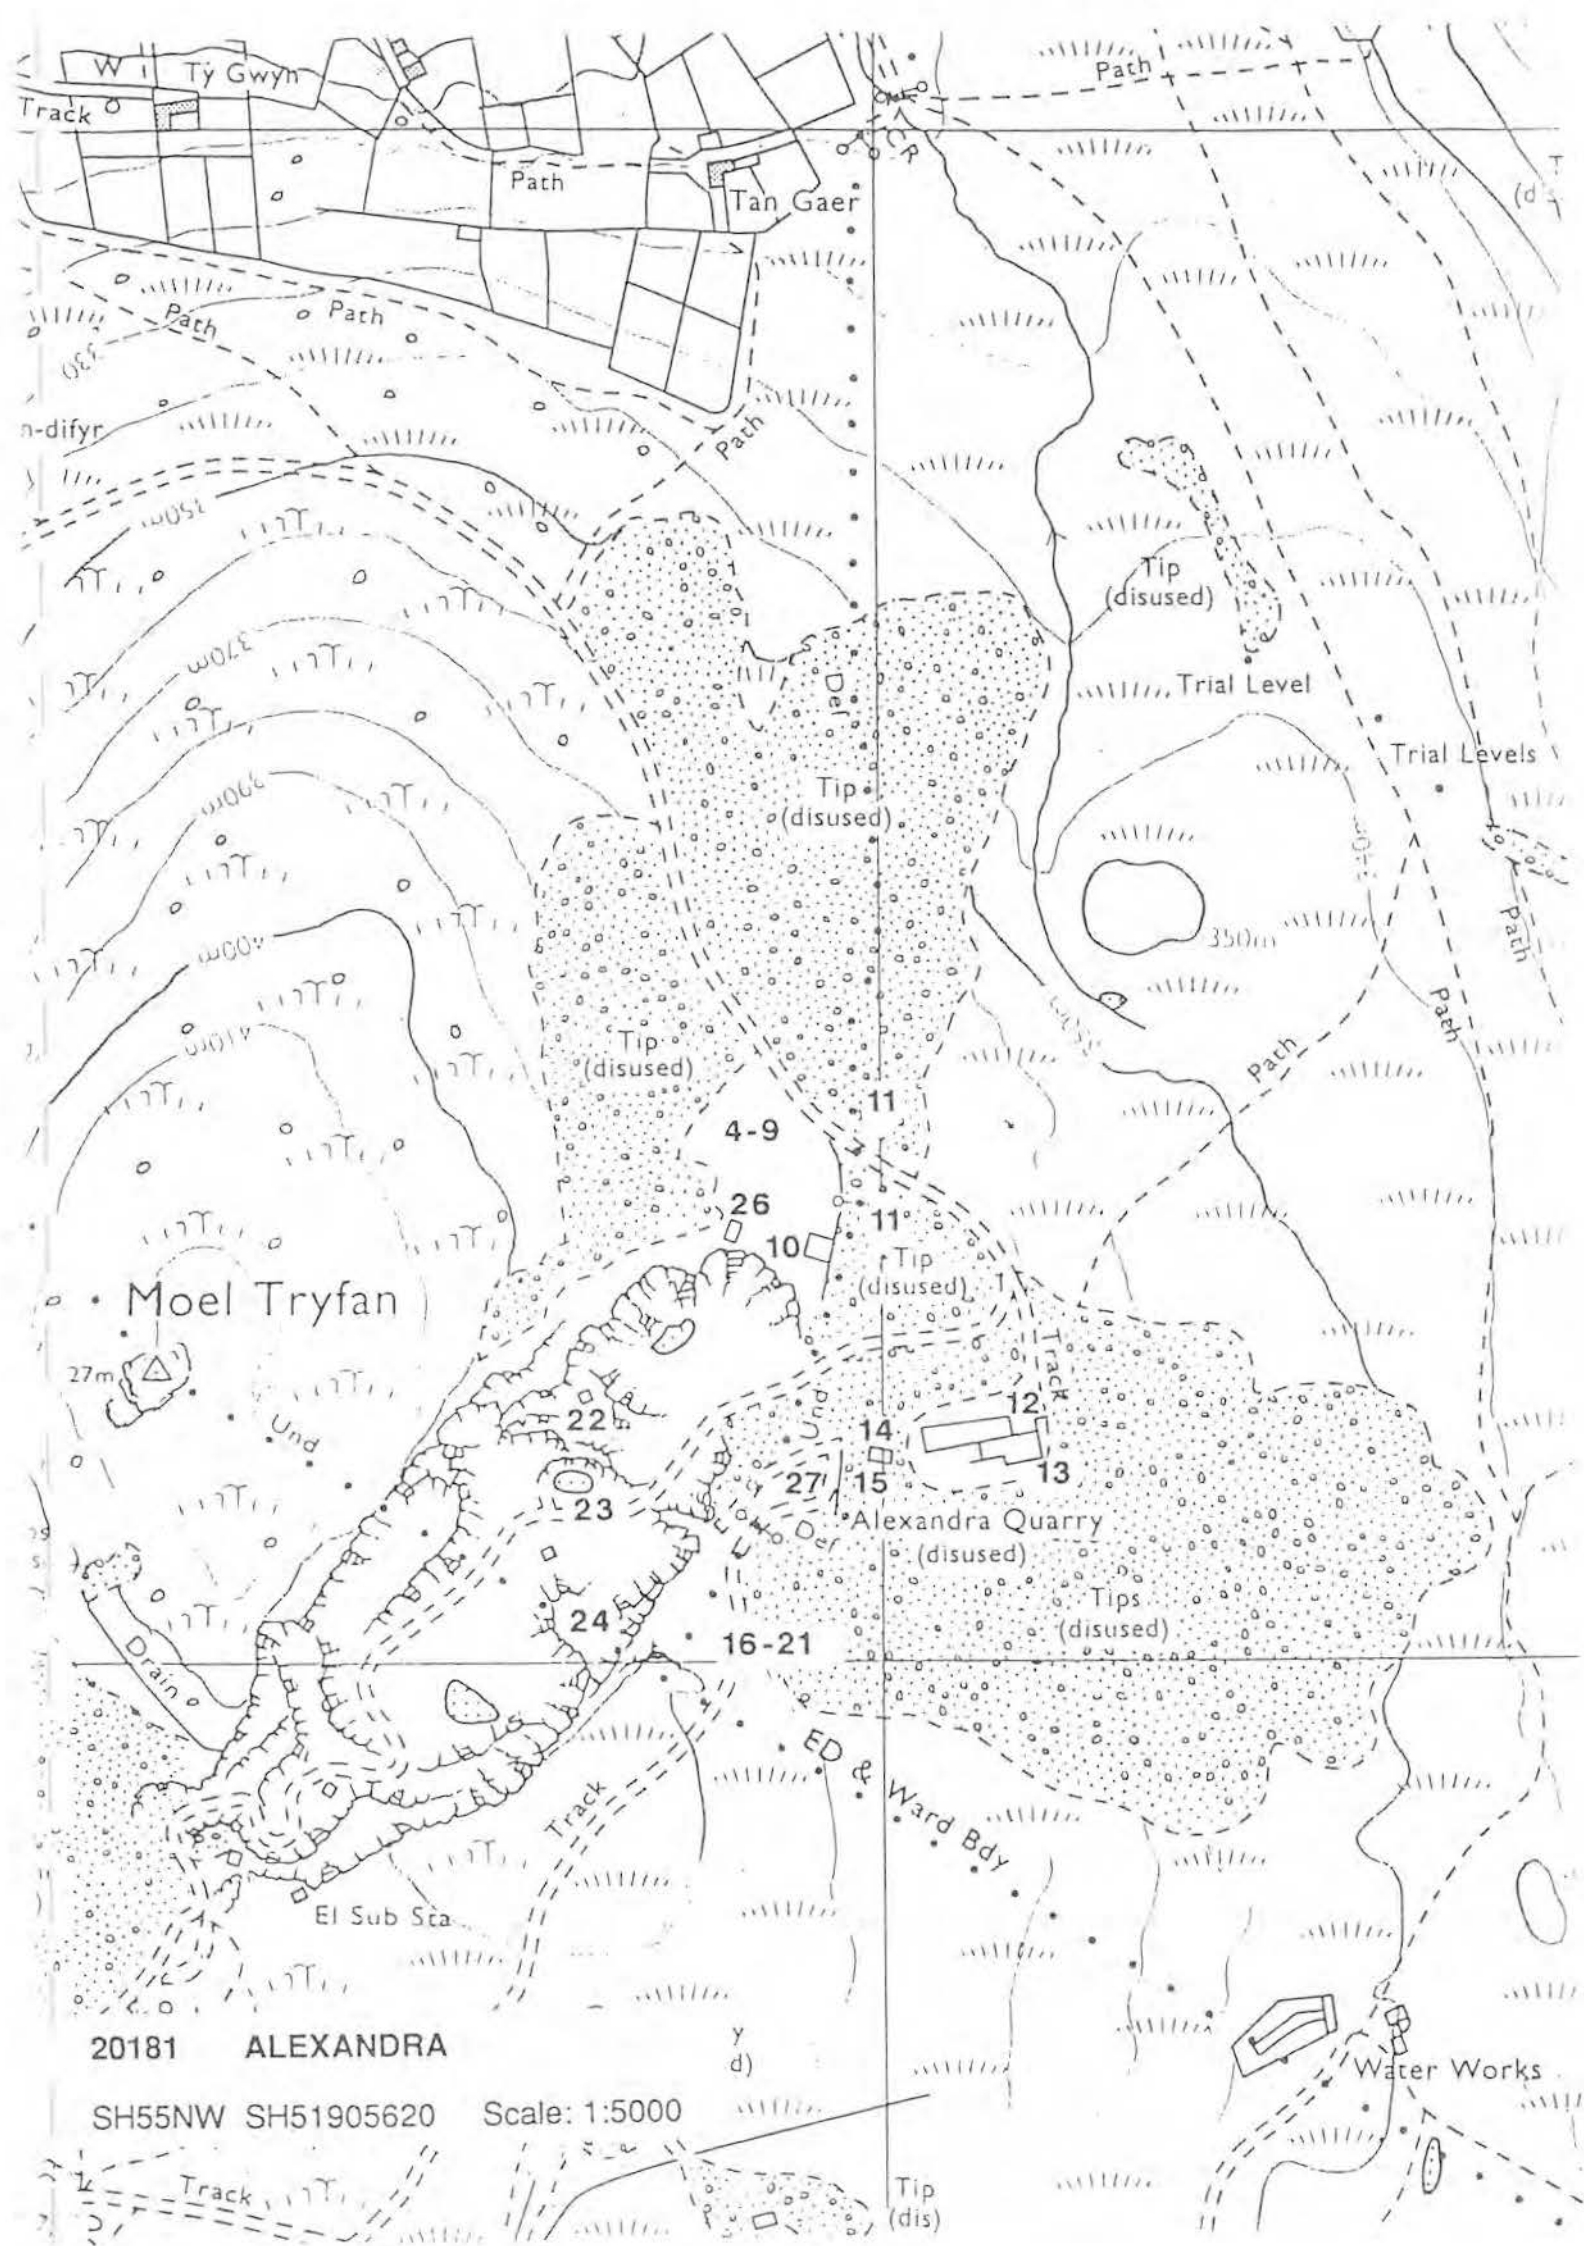 W
Tŷ Gwyn
Path
Track
CR
Path
Tan Gaer
Path
Path
330
Path
n-difyr
350m
Tip
(disused)
370m
Def
Trial Level
Trial Levels
390m
Tip
(disused)
Path
350m
400m
Path
Tip
(disused)
410m
Path
11
4-9
26
11
10
Tip
(disused)
Moel Tryfan
Track
27m
12
22
Und
Und
14
13
27
15
23
Def
Alexandra Quarry
(disused)
Tips
(disused)
24
16-21
Drain
ED & Ward Bdy
Track
El Sub Sta
20181 ALEXANDRA
y
d)
Water Works
SH55NW SH51905620 Scale: 1:5000
Track
Tip
(dis)